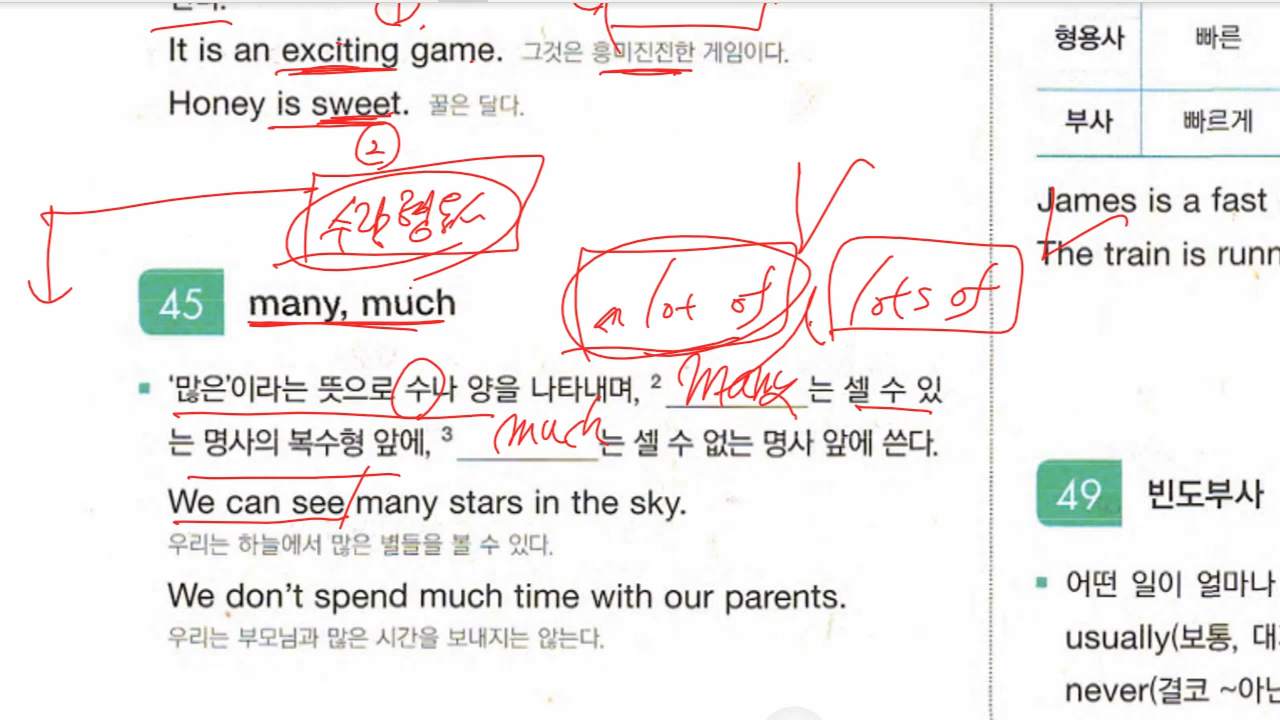 다.
①
It is an exciting game. 그것은 흥미진진한 게임이다.
Honey is sweet. 꿀은 달다.
②
수량형용사
a lot of lots of
45 many, much
'많은'이라는 뜻으로 수나 양을 나타내며, ² many 는 셀 수 있
는 명사의 복수형 앞에, ³ much 는 셀 수 없는 명사 앞에 쓴다.
We can see many stars in the sky.
우리는 하늘에서 많은 별들을 볼 수 있다.
We don't spend much time with our parents.
우리는 부모님과 많은 시간을 보내지는 않는다.
형용사 빠른
부사 빠르게
James is a fast
The train is runn
49 빈도부사
어떤 일이 얼마나
usually(보통, 대
never(결코 ~아닌